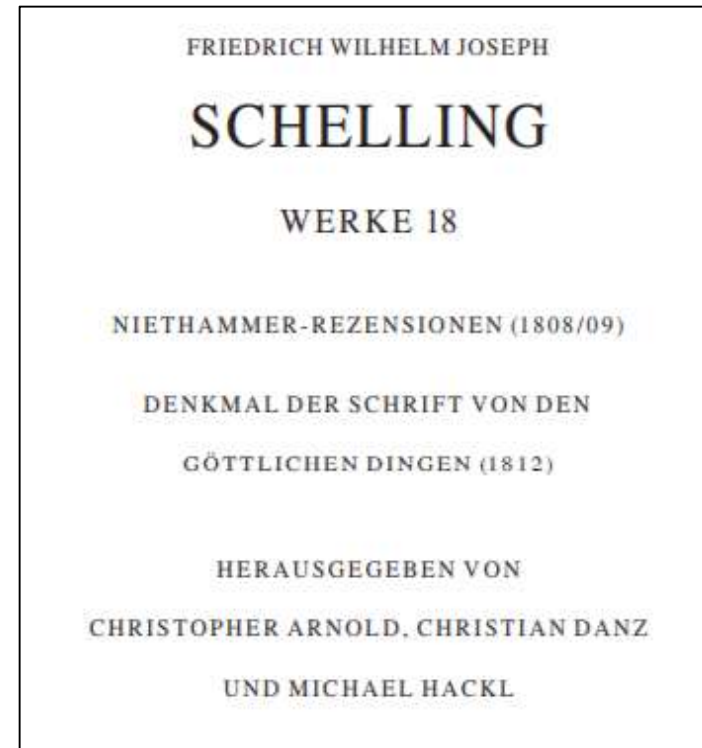 FRIEDRICH WILHELM JOSEPH
SCHELLING
WERKE 18
NIETHAMMER-REZENSIONEN (1808/09)
DENKMAL DER SCHRIFT VON DEN
GÖTTLICHEN DINGEN (1812)
HERAUSGEGEBEN VON
CHRISTOPHER ARNOLD, CHRISTIAN DANZ
UND MICHAEL HACKL